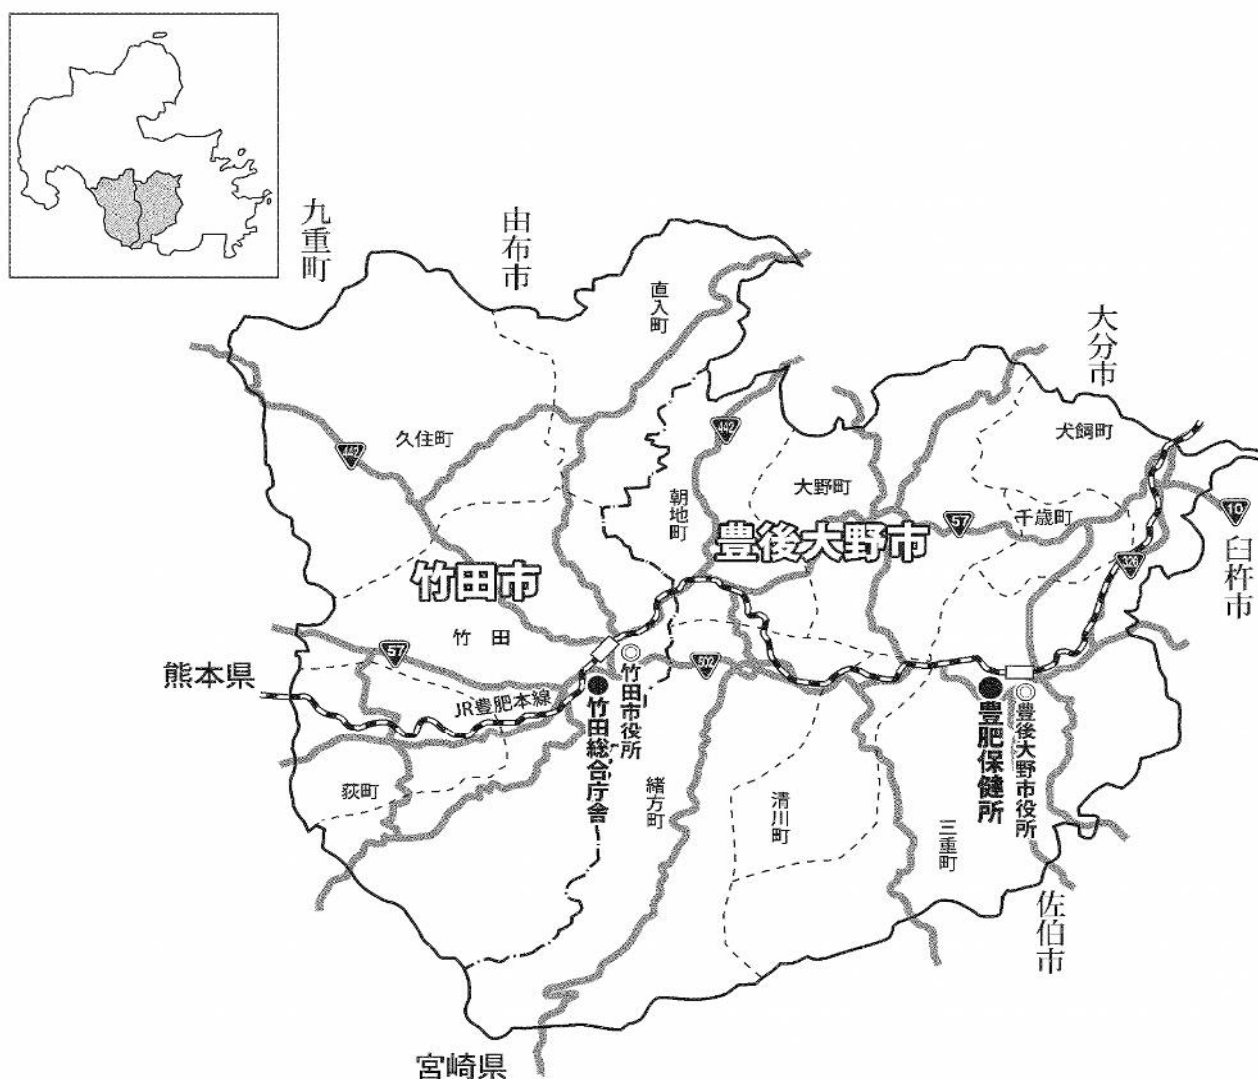 九重町
由布市
直入町
大分市
久住町
442
442
犬飼町
朝地町
大野町
千歳町
57
10
豊後大野市
326
臼杵市
竹田市
竹田
57
熊本県
502
竹田市役所
JR豊肥本線
竹田総合庁舎
豊肥保健所
豊後大野市役所
荻町
緒方町
清川町
三重町
佐伯市
宮崎県